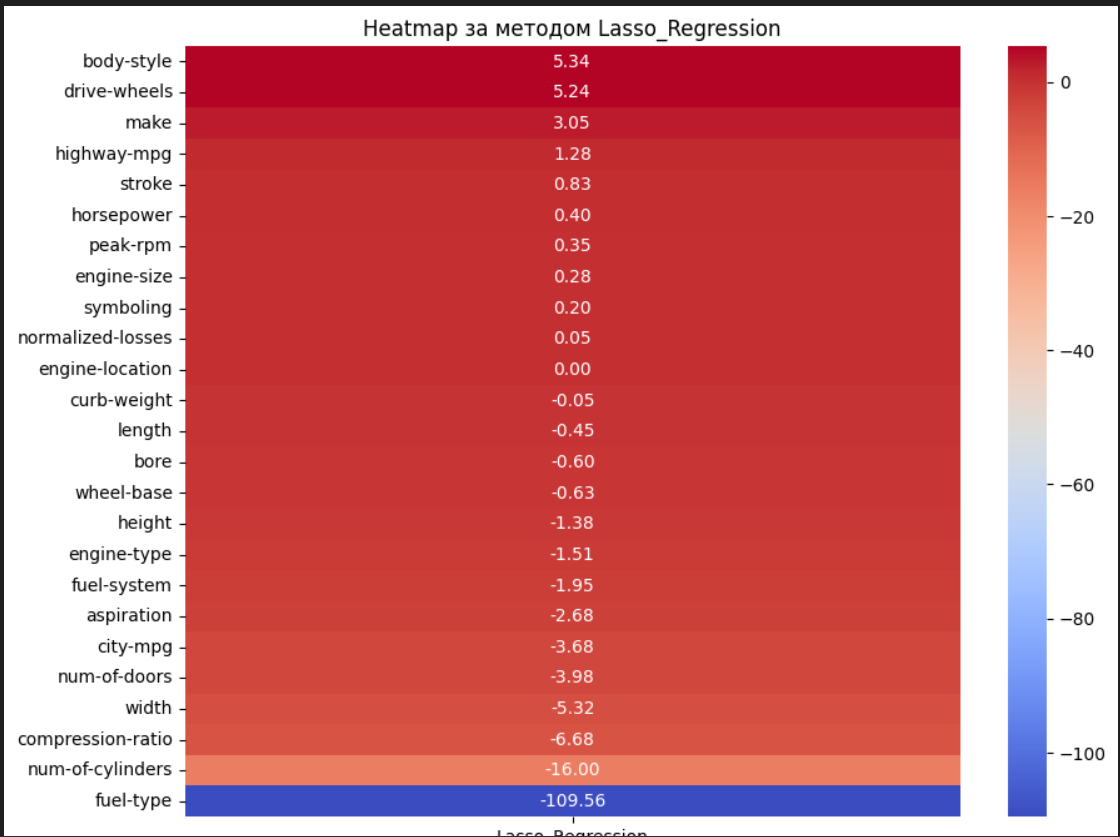 Heatmap за методом Lasso_Regression
body-style 5.34
drive-wheels 5.24
make 3.05
highway-mpg 1.28
stroke 0.83
horsepower 0.40
peak-rpm 0.35
engine-size 0.28
symboling 0.20
normalized-losses 0.05
engine-location 0.00
curb-weight -0.05
length -0.45
bore -0.60
wheel-base -0.63
height -1.38
engine-type -1.51
fuel-system -1.95
aspiration -2.68
city-mpg -3.68
num-of-doors -3.98
width -5.32
compression-ratio -6.68
num-of-cylinders -16.00
fuel-type -109.56
Lasso_Regression
0
−20
−40
−60
−80
−100